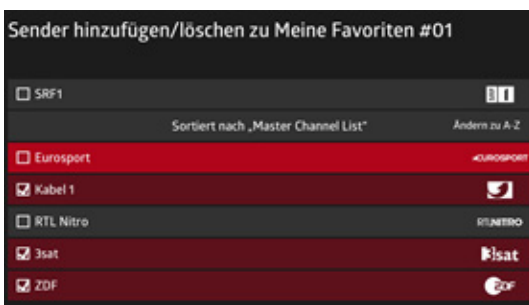 Sender hinzufügen/löschen zu Meine Favoriten #01
SRF1
Sortiert nach „Master Channel List" Ändern zu A-Z
Eurosport EUROSPORT
Kabel 1
RTL Nitro RTLNITRO
3sat 3sat
ZDF ZDF